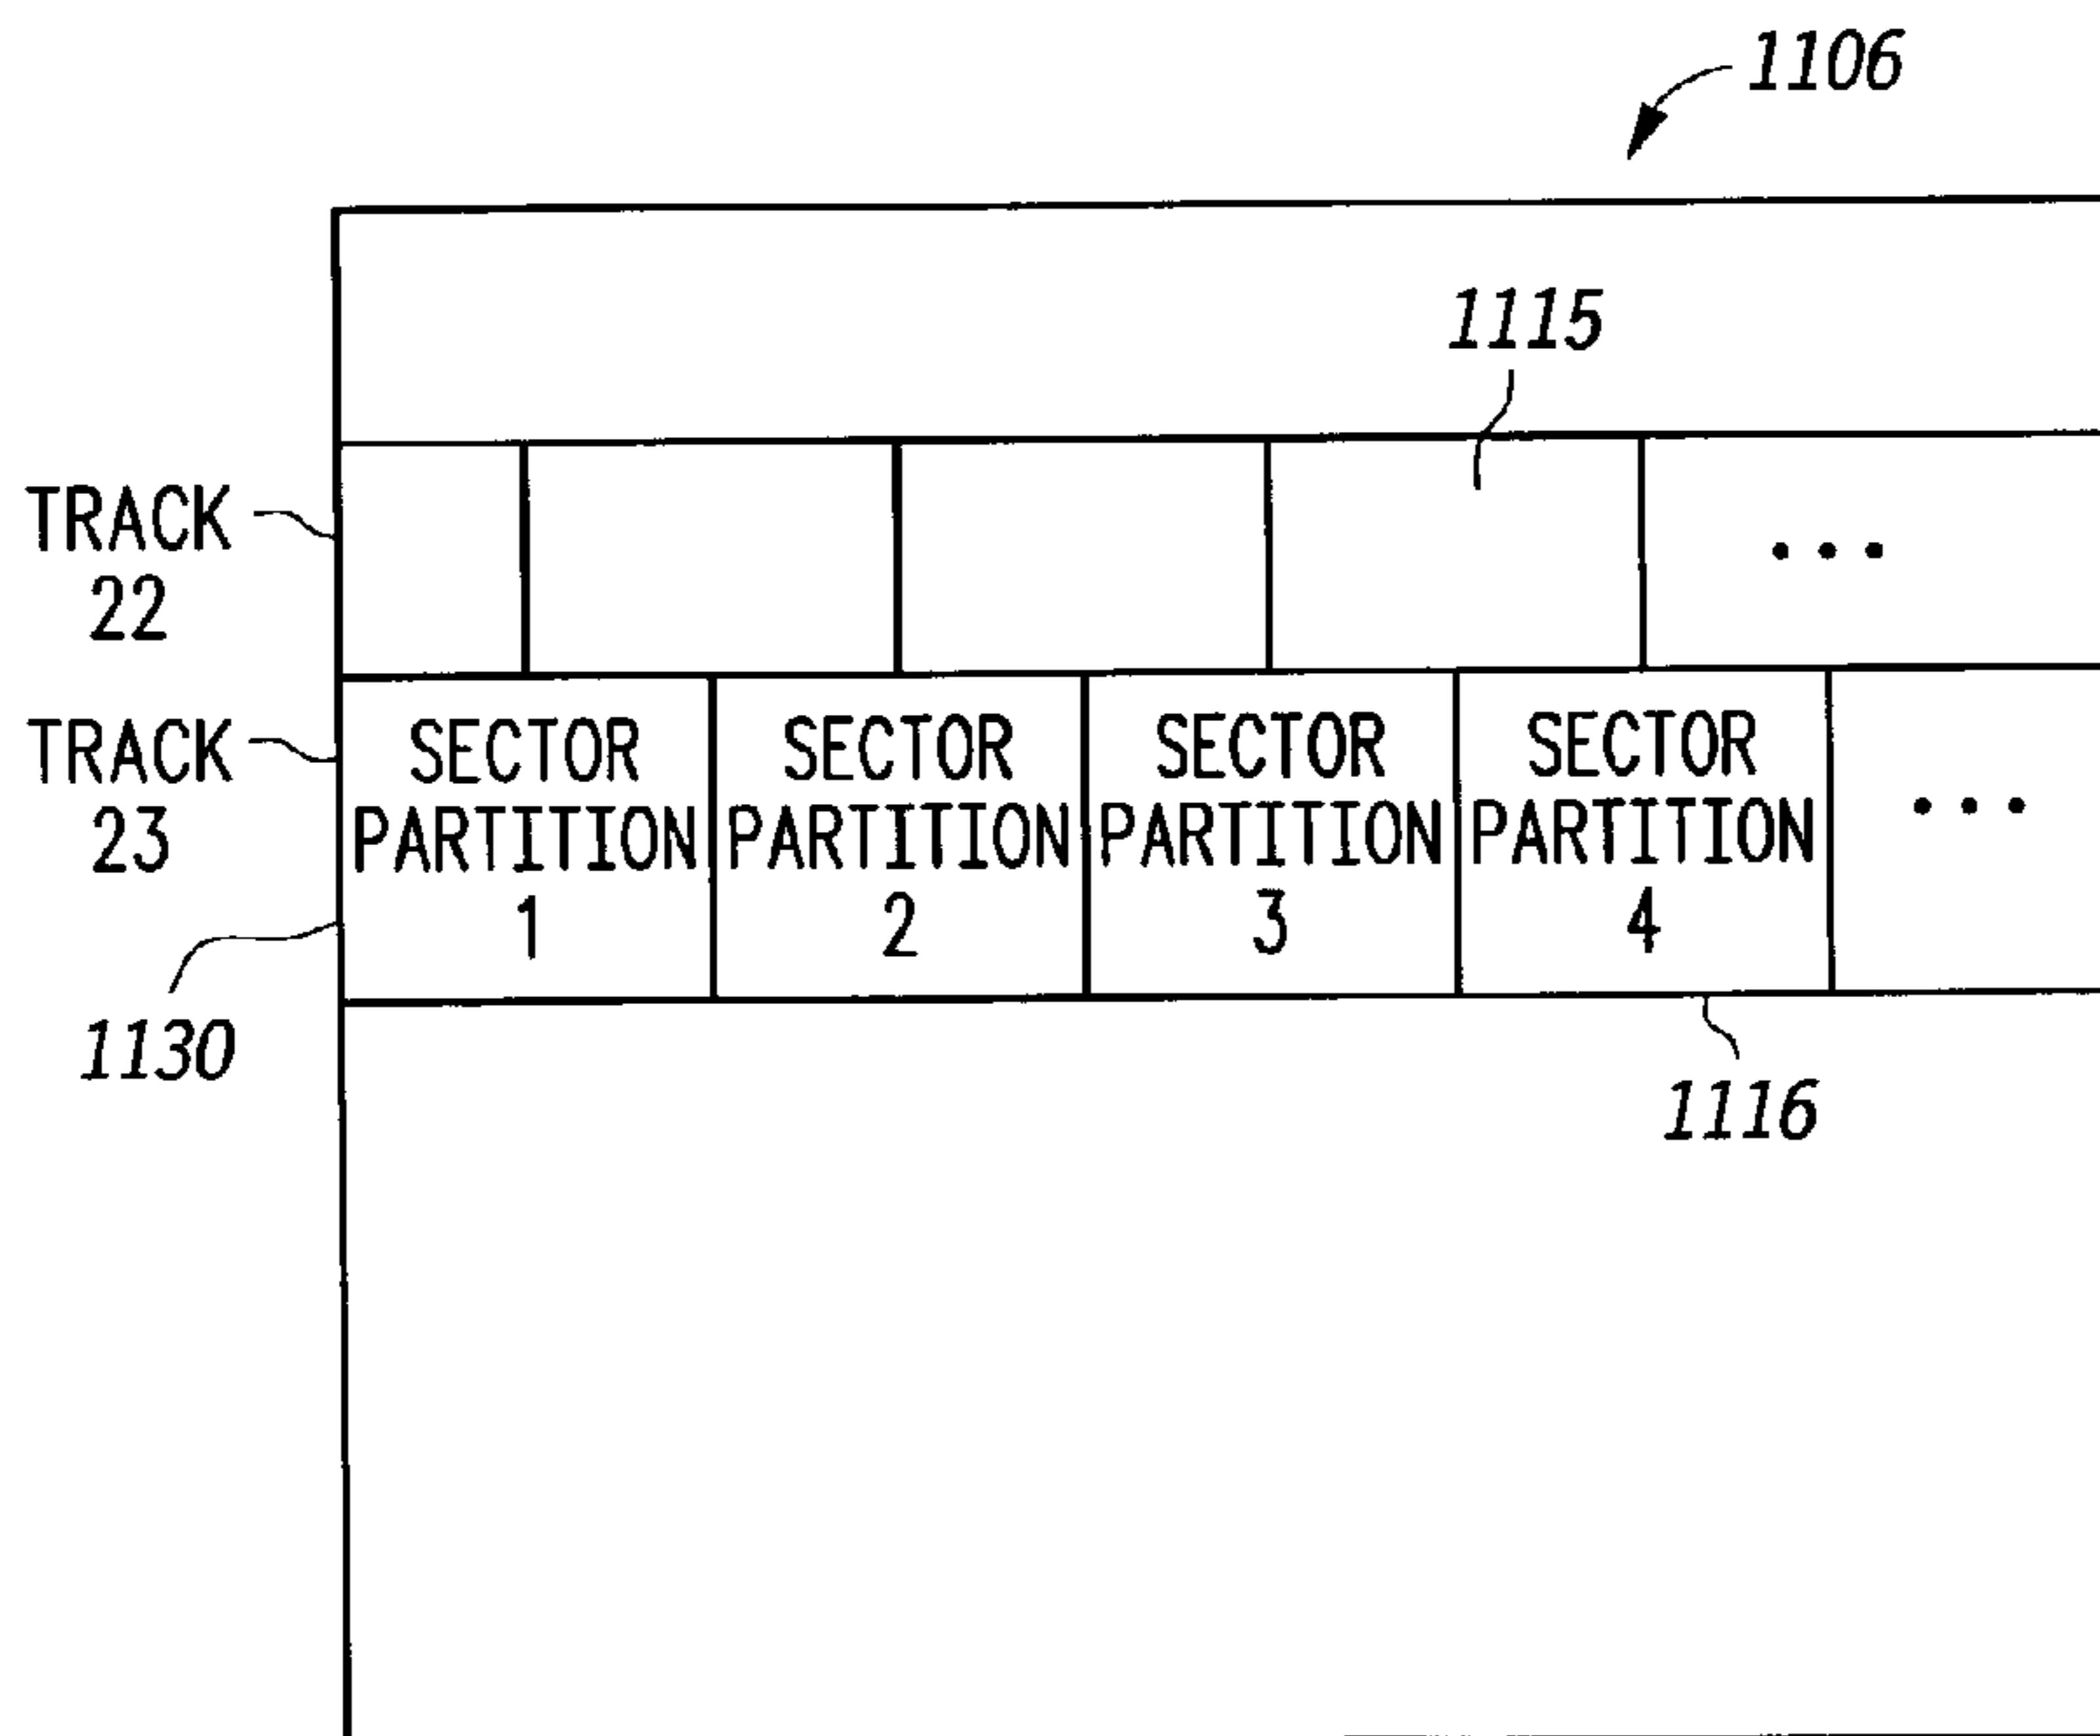 1106
1115
TRACK
22
TRACK
23
SECTOR
PARTITION
1
SECTOR
PARTITION
2
SECTOR
PARTITION
3
SECTOR
PARTITION
4
1130
1116